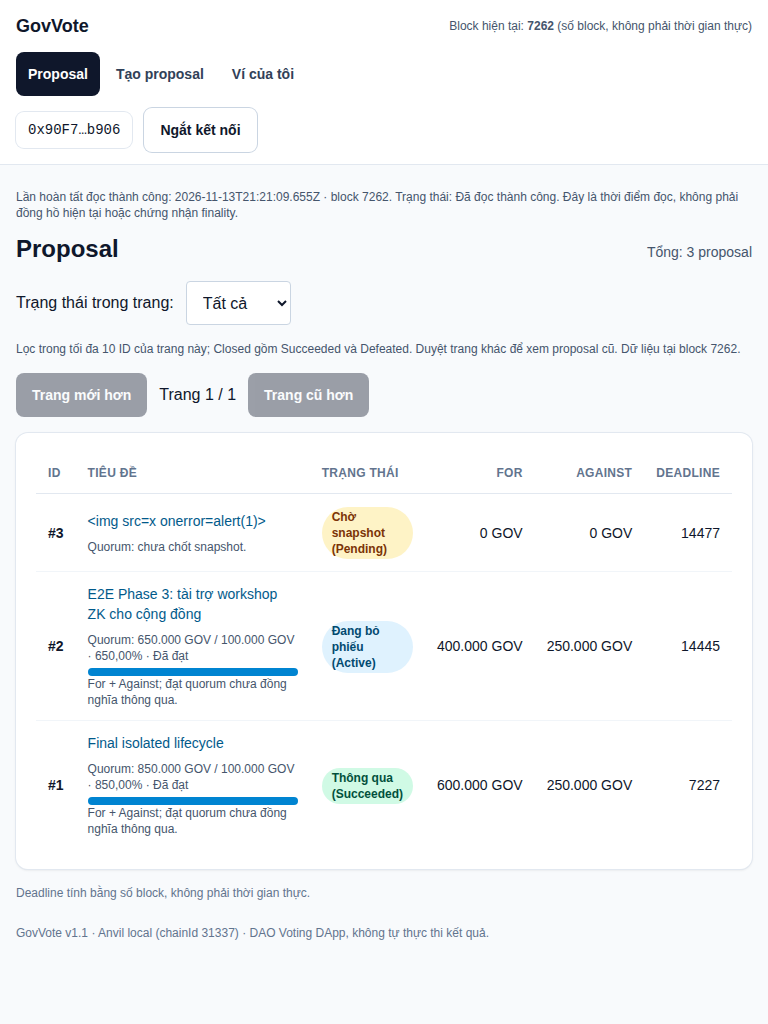 GovVote
Block hiện tại: 7262 (số block, không phải thời gian thực)
Proposal
Tạo proposal
Ví của tôi
0x90F7…b906
Ngắt kết nối
Lần hoàn tất đọc thành công: 2026-11-13T21:21:09.655Z · block 7262. Trạng thái: Đã đọc thành công. Đây là thời điểm đọc, không phải
đồng hồ hiện tại hoặc chứng nhận finality.
Proposal
Tổng: 3 proposal
Trạng thái trong trang:
Tất cả
Lọc trong tối đa 10 ID của trang này; Closed gồm Succeeded và Defeated. Duyệt trang khác để xem proposal cũ. Dữ liệu tại block 7262.
Trang mới hơn
Trang 1 / 1
Trang cũ hơn
ID
TIÊU ĐỀ
TRẠNG THÁI
FOR
AGAINST
DEADLINE
#3
<img src=x onerror=alert(1)>
Quorum: chưa chốt snapshot.
Chờ
snapshot
(Pending)
0 GOV
0 GOV
14477
#2
E2E Phase 3: tài trợ workshop
ZK cho cộng đồng
Quorum: 650.000 GOV / 100.000 GOV
· 650,00% · Đã đạt
For + Against; đạt quorum chưa đồng
nghĩa thông qua.
Đang bỏ
phiếu
(Active)
400.000 GOV
250.000 GOV
14445
#1
Final isolated lifecycle
Quorum: 850.000 GOV / 100.000 GOV
· 850,00% · Đã đạt
For + Against; đạt quorum chưa đồng
nghĩa thông qua.
Thông qua
(Succeeded)
600.000 GOV
250.000 GOV
7227
Deadline tính bằng số block, không phải thời gian thực.
GovVote v1.1 · Anvil local (chainId 31337) · DAO Voting DApp, không tự thực thi kết quả.